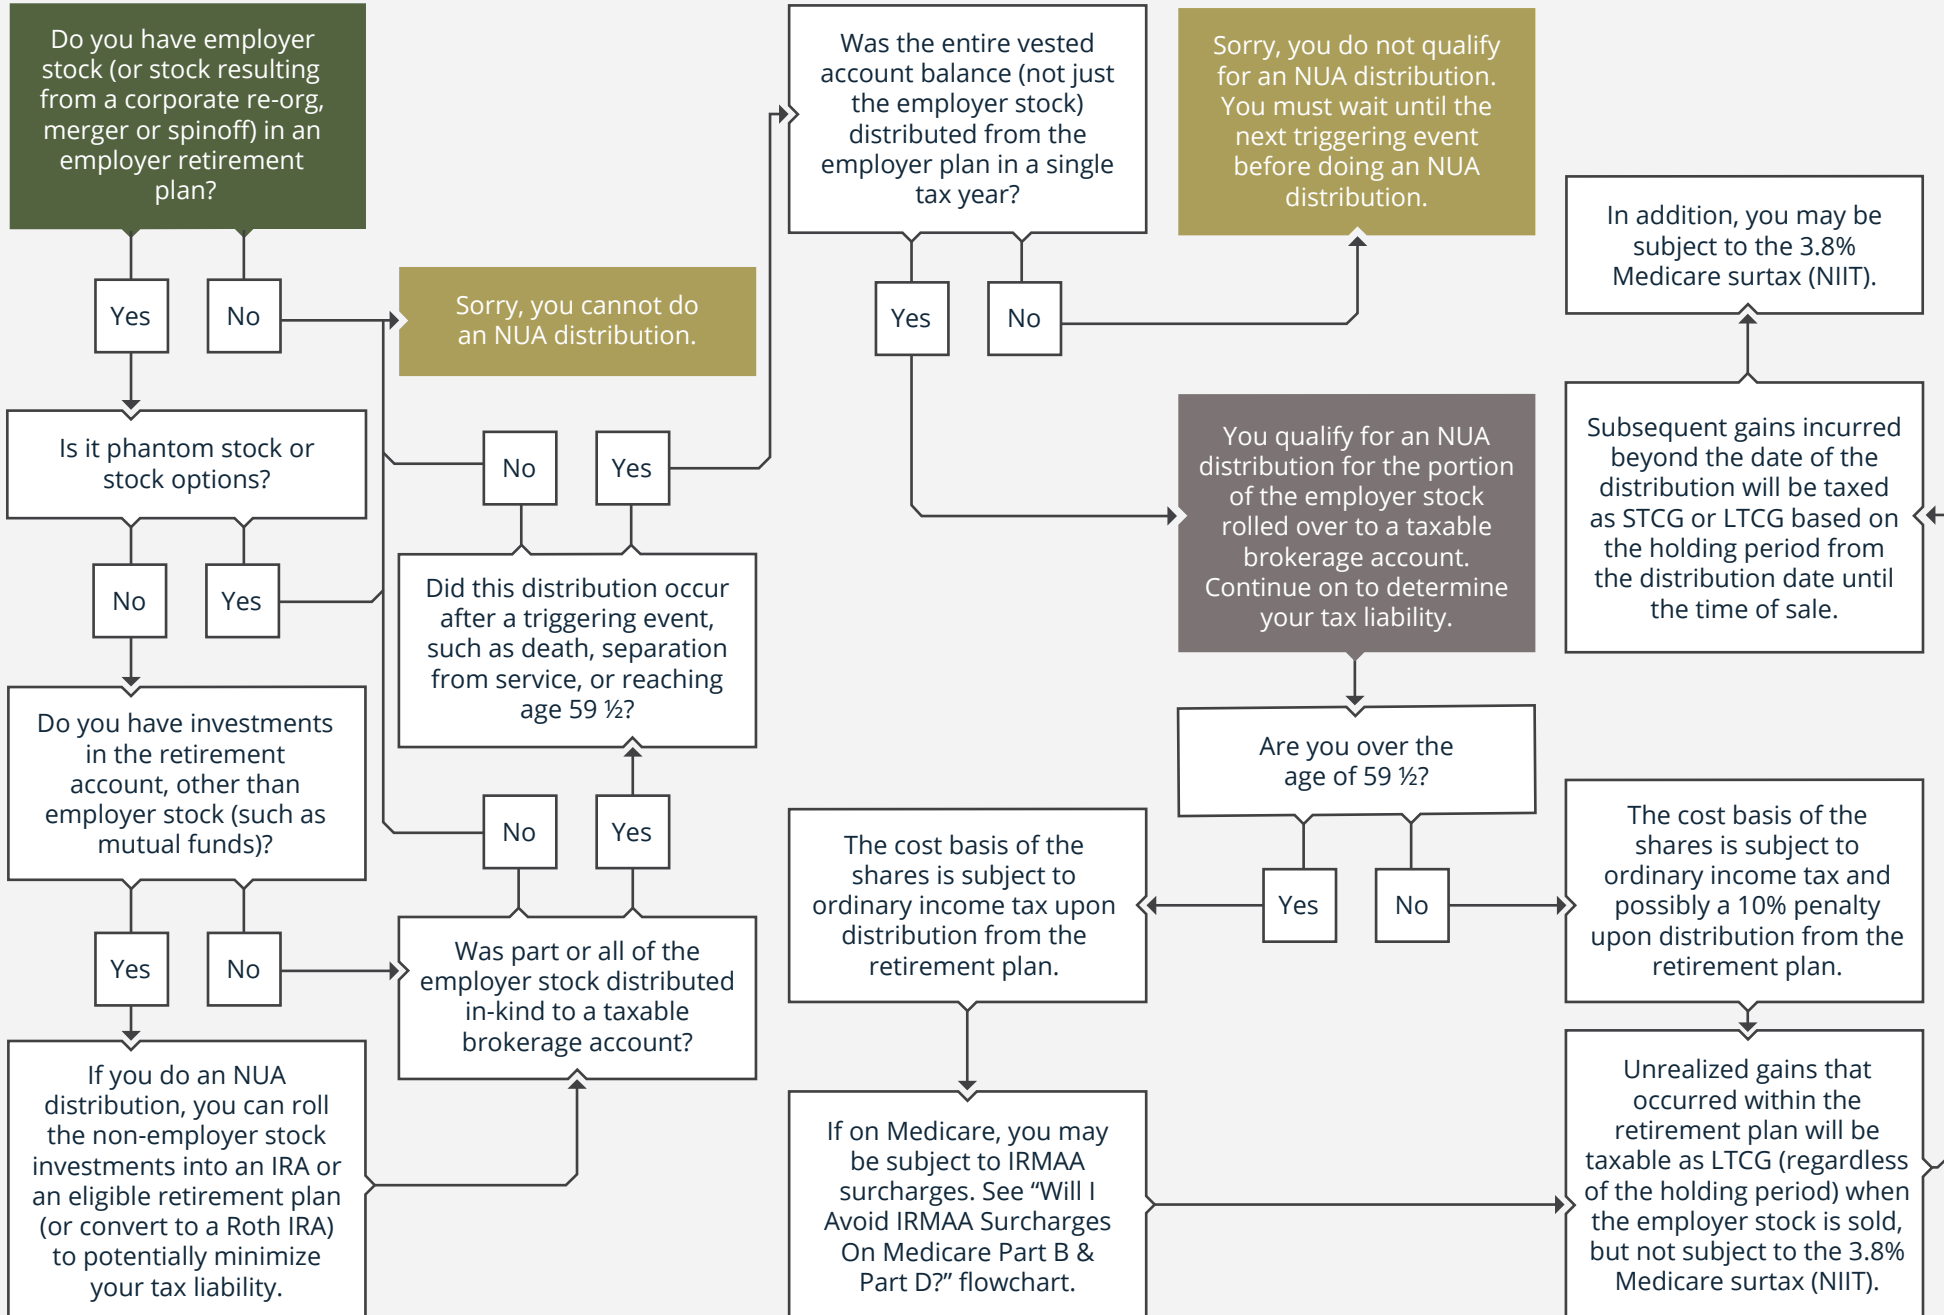 Do you have employer
stock (or stock resulting
from a corporate re-org,
merger or spinoff) in an
employer retirement
plan?
Yes
No
Sorry, you cannot do
an NUA distribution.
Is it phantom stock or
stock options?
No
Yes
Do you have investments
in the retirement
account, other than
employer stock (such as
mutual funds)?
Yes
No
If you do an NUA
distribution, you can roll
the non-employer stock
investments into an IRA or
an eligible retirement plan
(or convert to a Roth IRA)
to potentially minimize
your tax liability.
Was part or all of the
employer stock distributed
in-kind to a taxable
brokerage account?
No
Yes
Did this distribution occur
after a triggering event,
such as death, separation
from service, or reaching
age 59 ½?
No
Yes
Was the entire vested
account balance (not just
the employer stock)
distributed from the
employer plan in a single
tax year?
Yes
No
Sorry, you do not qualify
for an NUA distribution.
You must wait until the
next triggering event
before doing an NUA
distribution.
You qualify for an NUA
distribution for the portion
of the employer stock
rolled over to a taxable
brokerage account.
Continue on to determine
your tax liability.
Are you over the
age of 59 ½?
Yes
No
The cost basis of the
shares is subject to
ordinary income tax upon
distribution from the
retirement plan.
If on Medicare, you may
be subject to IRMAA
surcharges. See “Will I
Avoid IRMAA Surcharges
On Medicare Part B &
Part D?” flowchart.
The cost basis of the
shares is subject to
ordinary income tax and
possibly a 10% penalty
upon distribution from the
retirement plan.
Unrealized gains that
occurred within the
retirement plan will be
taxable as LTCG (regardless
of the holding period) when
the employer stock is sold,
but not subject to the 3.8%
Medicare surtax (NIIT).
Subsequent gains incurred
beyond the date of the
distribution will be taxed
as STCG or LTCG based on
the holding period from
the distribution date until
the time of sale.
In addition, you may be
subject to the 3.8%
Medicare surtax (NIIT).